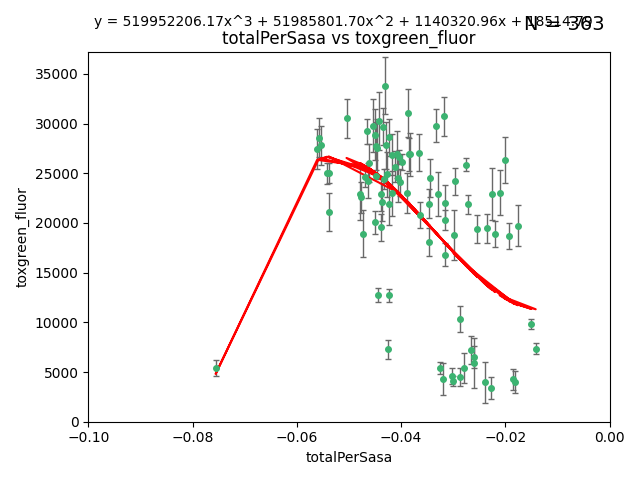 y = 519952206.17x^3 + 51985801.70x^2 + 1140320.96x +
N = 363
totalPerSasa vs toxgreen_fluor
35000
30000
25000
20000
15000
10000
5000
0
toxgreen_fluor
−0.10 −0.08 −0.06 −0.04 −0.02 0.00
totalPerSasa